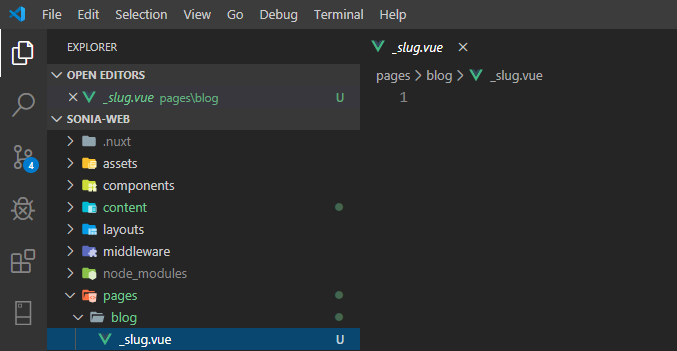 File Edit Selection View Go Debug Terminal Help
EXPLORER
OPEN EDITORS
_slug.vue pages\blog U
SONIA-WEB
.nuxt
assets
components
content
layouts
middleware
node_modules
pages
blog
_slug.vue U
4
_slug.vue
pages > blog > _slug.vue
1